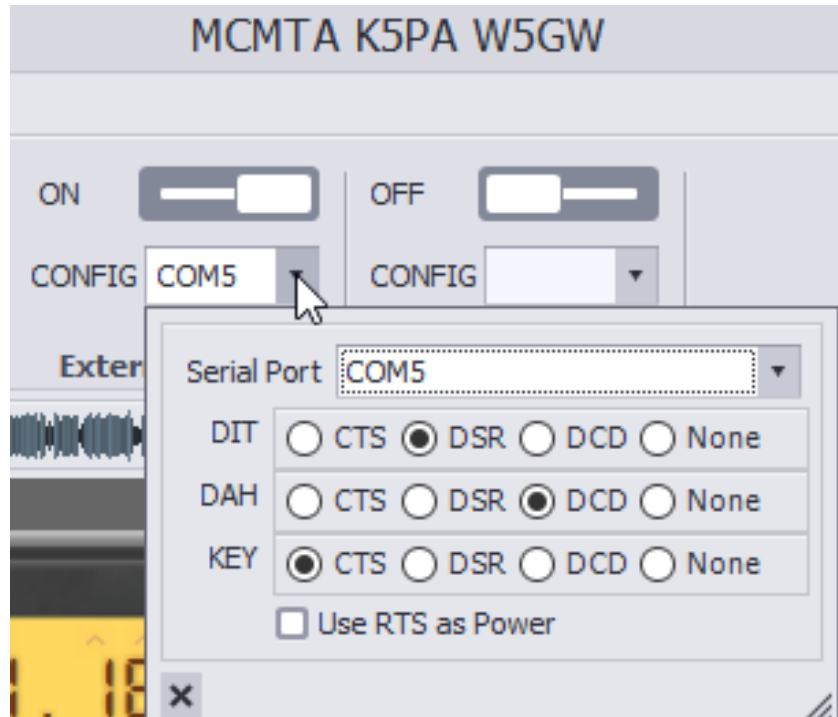 MCMTA K5PA W5GW
ON OFF
CONFIG COM5 CONFIG
Serial Port COM5
DIT CTS DSR DCD None
DAH CTS DSR DCD None
KEY CTS DSR DCD None
Use RTS as Power